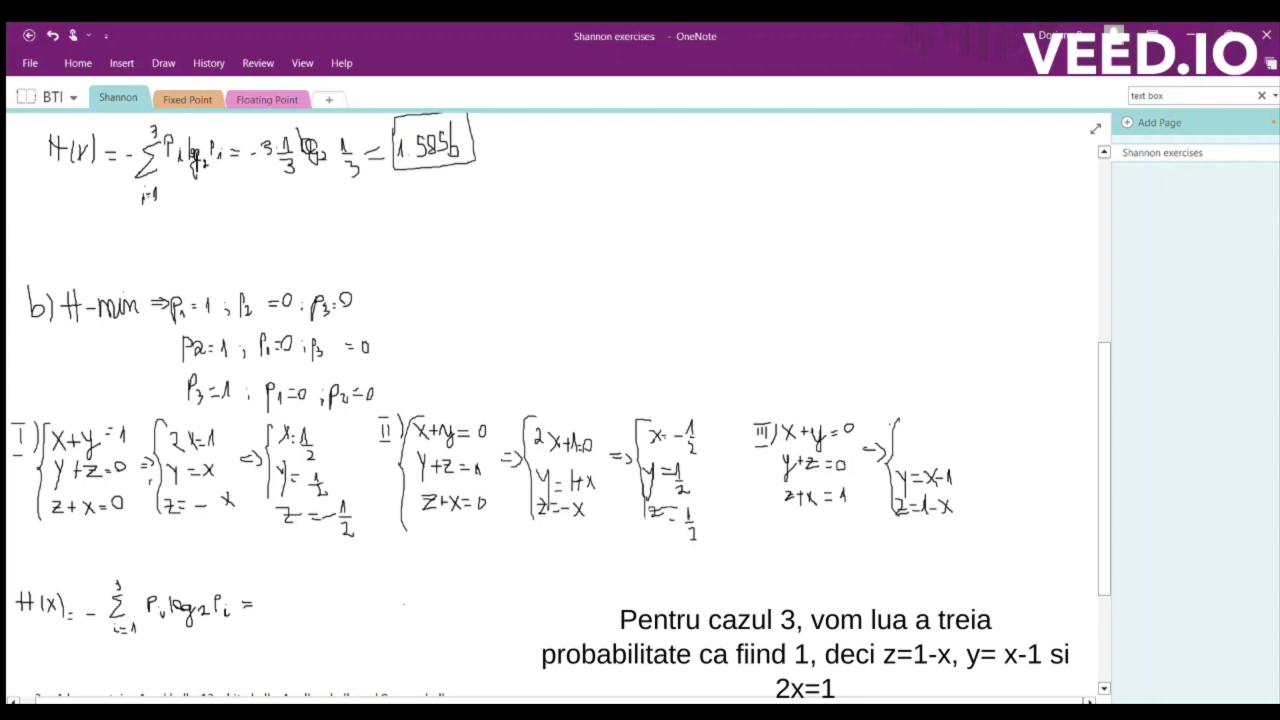 Shannon exercises - OneNote
VEED.IO
File Home Insert Draw History Review View Help
BTI Shannon Fixed Point Floating Point +
text box
Add Page
Shannon exercises
H(X) = - ∑ i=1 3 Pi log2 Pi = - 3 · 1/3 log2 1/3 = 1.585b
b) H-min ⇒ p1 = 1 ; p2 = 0 ; p3 = 0
p2 = 1 ; p1 = 0 ; p3 = 0
p3 = 1 ; p1 = 0 ; p2 = 0
I) { x+y = 1 ⇒ { 2x=1 ⇒ { x = 1/2
y+z = 0 y = x y = 1/2
z+x = 0 z = - x z = - 1/2
II) { x+y = 0 ⇒ { 2x+1=0 ⇒ { x = - 1/2
y+z = 1 y = 1+x y = 1/2
z+x = 0 z = -x z = 1/2
III) x+y = 0 ⇒ {
y+z = 0 y = x-1
z+x = 1 z = 1-x
H(x) = - ∑ i=1 3 Pi log2 Pi =
Pentru cazul 3, vom lua a treia
probabilitate ca fiind 1, deci z=1-x, y= x-1 si
2x=1